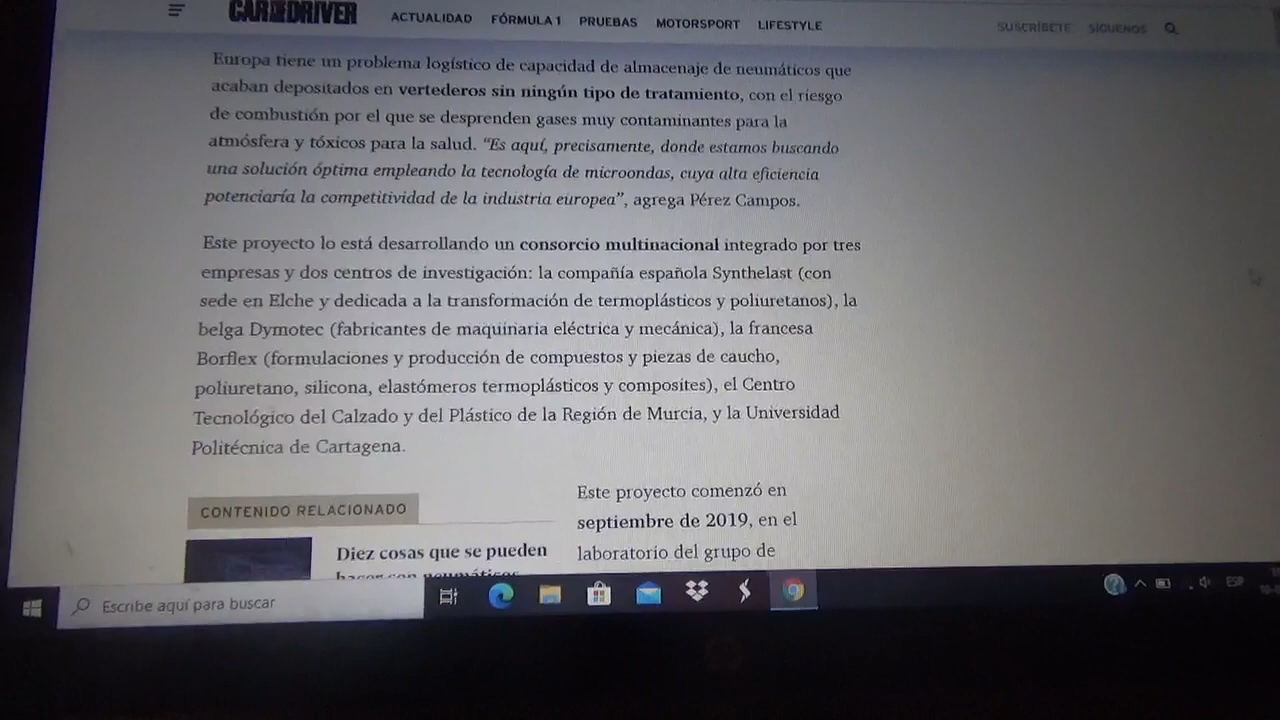 CAR AND DRIVER
ACTUALIDAD FÓRMULA 1 PRUEBAS MOTORSPORT LIFESTYLE
SUSCRÍBETE SÍGUENOS
Europa tiene un problema logístico de capacidad de almacenaje de neumáticos que
acaban depositados en vertederos sin ningún tipo de tratamiento, con el riesgo
de combustión por el que se desprenden gases muy contaminantes para la
atmósfera y tóxicos para la salud. “Es aquí, precisamente, donde estamos buscando
una solución óptima empleando la tecnología de microondas, cuya alta eficiencia
potenciaría la competitividad de la industria europea”, agrega Pérez Campos.
Este proyecto lo está desarrollando un consorcio multinacional integrado por tres
empresas y dos centros de investigación: la compañía española Synthelast (con
sede en Elche y dedicada a la transformación de termoplásticos y poliuretanos), la
belga Dymotec (fabricantes de maquinaria eléctrica y mecánica), la francesa
Borflex (formulaciones y producción de compuestos y piezas de caucho,
poliuretano, silicona, elastómeros termoplásticos y composites), el Centro
Tecnológico del Calzado y del Plástico de la Región de Murcia, y la Universidad
Politécnica de Cartagena.
CONTENIDO RELACIONADO
Diez cosas que se pueden
hacer con neumáticos
Este proyecto comenzó en
septiembre de 2019, en el
laboratorio del grupo de
Escribe aquí para buscar
ESP